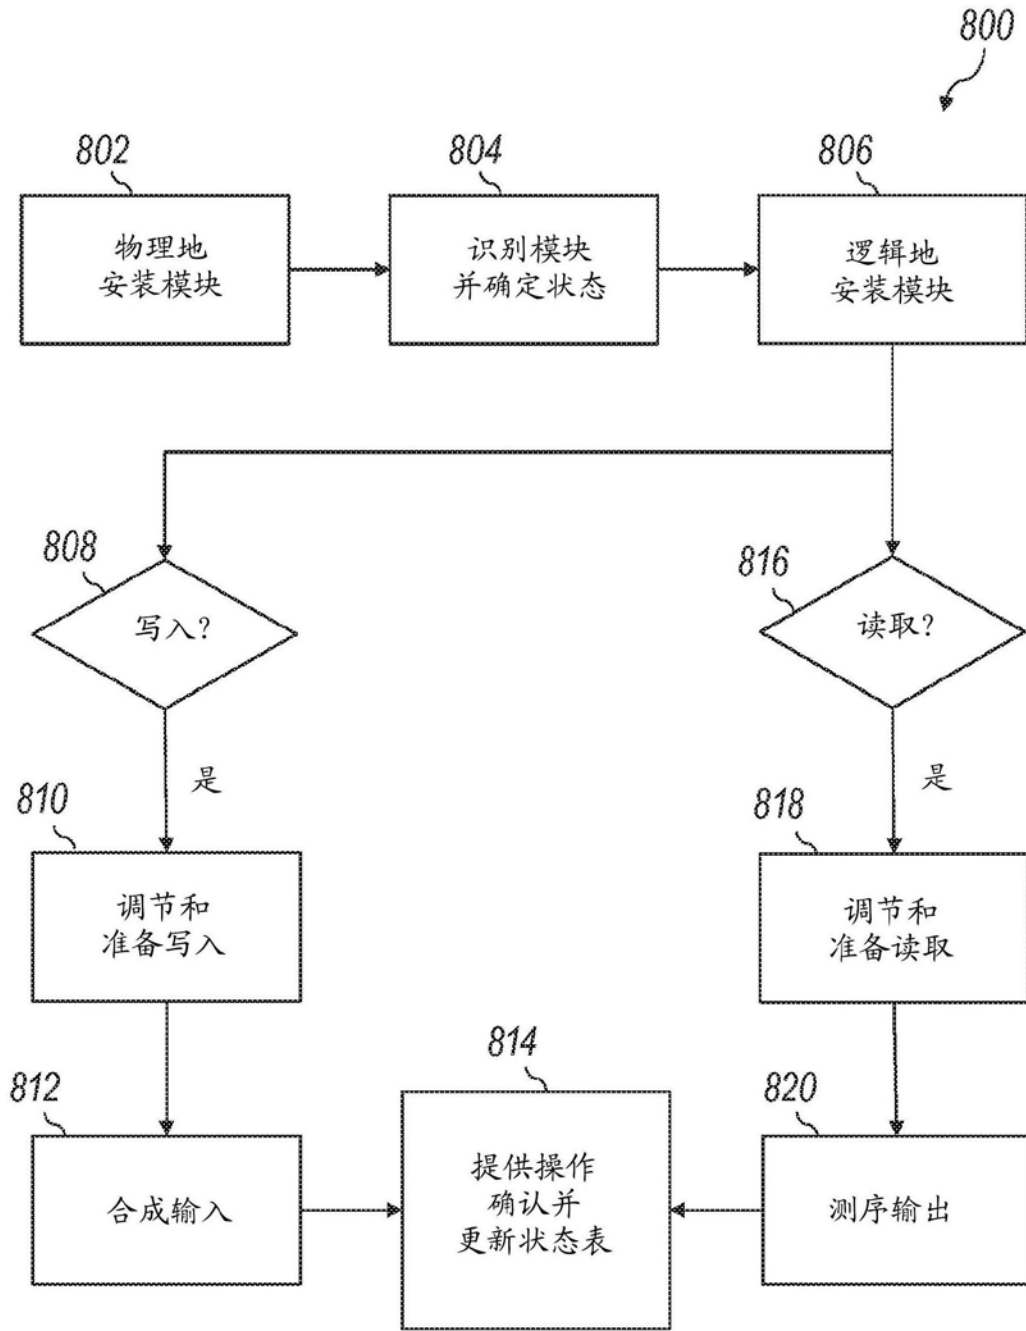 800
802
804
806
物理地
安装模块
识别模块
并确定状态
逻辑地
安装模块
808
816
写入?
读取?
是
是
810
818
调节和
准备写入
调节和
准备读取
814
812
820
提供操作
确认并
更新状态表
合成输入
测序输出